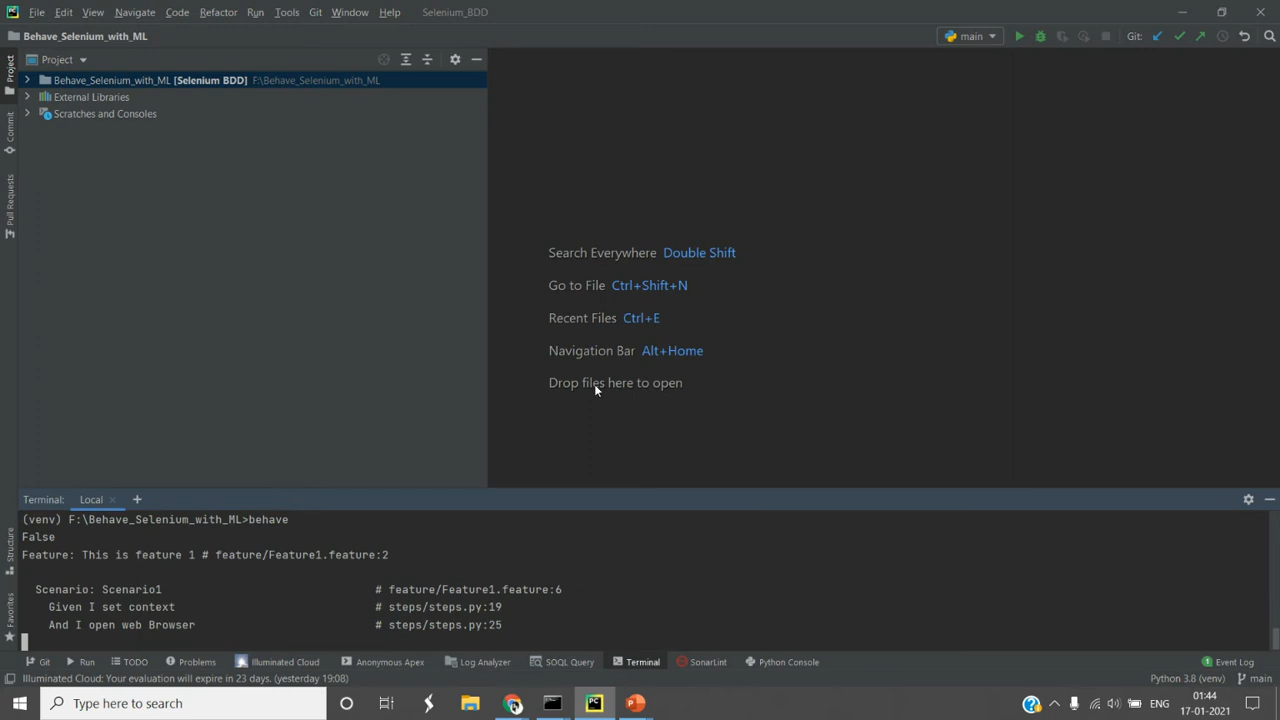 File Edit View Navigate Code Refactor Run Tools Git Window Help Selenium_BDD
Behave_Selenium_with_ML main Git:
Project
Behave_Selenium_with_ML [Selenium BDD] F:\Behave_Selenium_with_ML
External Libraries
Scratches and Consoles
Project
Commit
Pull Requests
Search Everywhere Double Shift
Go to File Ctrl+Shift+N
Recent Files Ctrl+E
Navigation Bar Alt+Home
Drop files here to open
Terminal: Local
(venv) F:\Behave_Selenium_with_ML>behave
False
Feature: This is feature 1 # feature/Feature1.feature:2
Scenario: Scenario1 # feature/Feature1.feature:6
Given I set context # steps/steps.py:19
And I open web Browser # steps/steps.py:25
Structure
Favorites
Git Run TODO Problems Illuminated Cloud Anonymous Apex Log Analyzer SOQL Query Terminal SonarLint Python Console Event Log
Illuminated Cloud: Your evaluation will expire in 23 days. (yesterday 19:08) Python 3.8 (venv) main
Type here to search ENG 01:44
17-01-2021